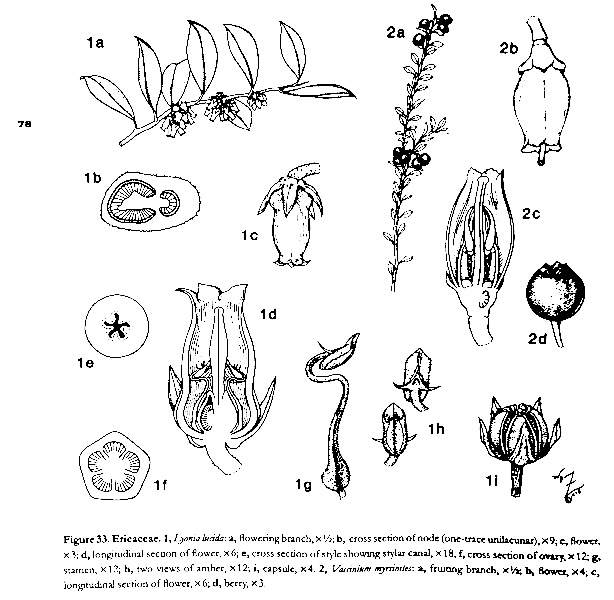 1a
2a
2b
78
1b
1c
2c
1d
2d
1e
1h
1f
1g
1i
Figure 33. Ericaceae. 1, Lyonia lucida: a, flowering branch, x ½; b, cross section of node (one-trace unilacunar), x 9; c, flower,
x 3; d, longitudinal section of flower, x 6; e, cross section of style showing stylar canal, x 18, f, cross section of ovary, x 12; g,
stamen, x 12; h, two views of anther, x 12; i, capsule, x 4. 2, Vaccinium myrsinites: a, fruiting branch, x ½; b, flower, x 4; c,
longitudinal section of flower, x 6; d, berry, x 3